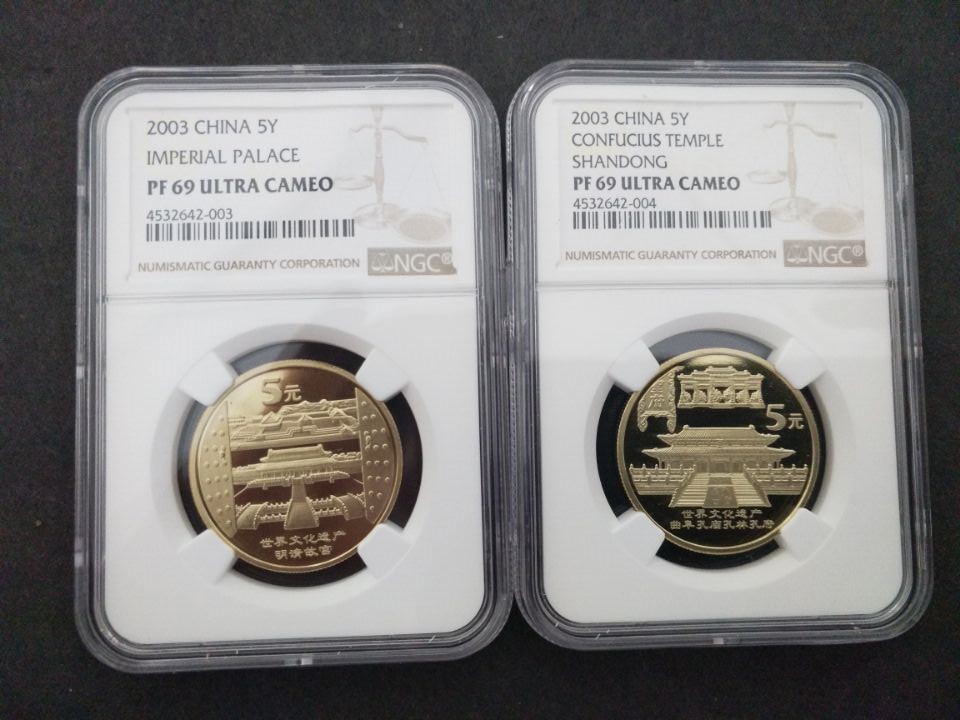 2003 CHINA 5Y
IMPERIAL PALACE
PF 69 ULTRA CAMEO
4532642-003
NUMISMATIC GUARANTY CORPORATION
NGC®
5元
世界文化遗产
明清故宫
2003 CHINA 5Y
CONFUCIUS TEMPLE
SHANDONG
PF 69 ULTRA CAMEO
4532642-004
NUMISMATIC GUARANTY CORPORATION
NGC®
5元
世界文化遗产
曲阜孔庙孔林孔府